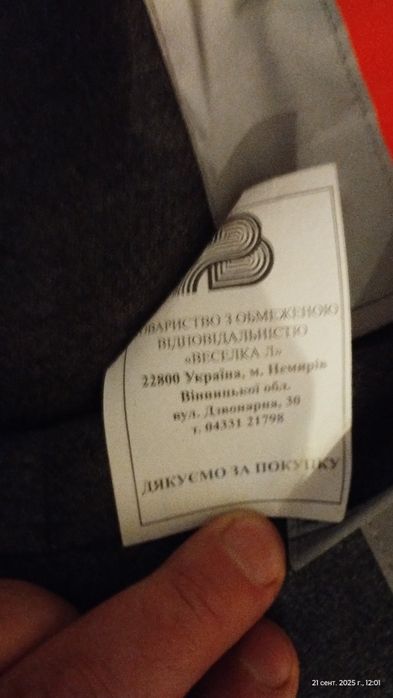 ТОВАРИСТВО З ОБМЕЖЕНОЮ
ВІДПОВІДАЛЬНІСТЮ
«ВЕСЕЛКА Л»
22800 Україна, м. Немирів
Вінницької обл.
вул. Дзвонарна, 30
т. 04331 21798
ДЯКУЄМО ЗА ПОКУПКУ
21 сент. 2025 г., 12:01